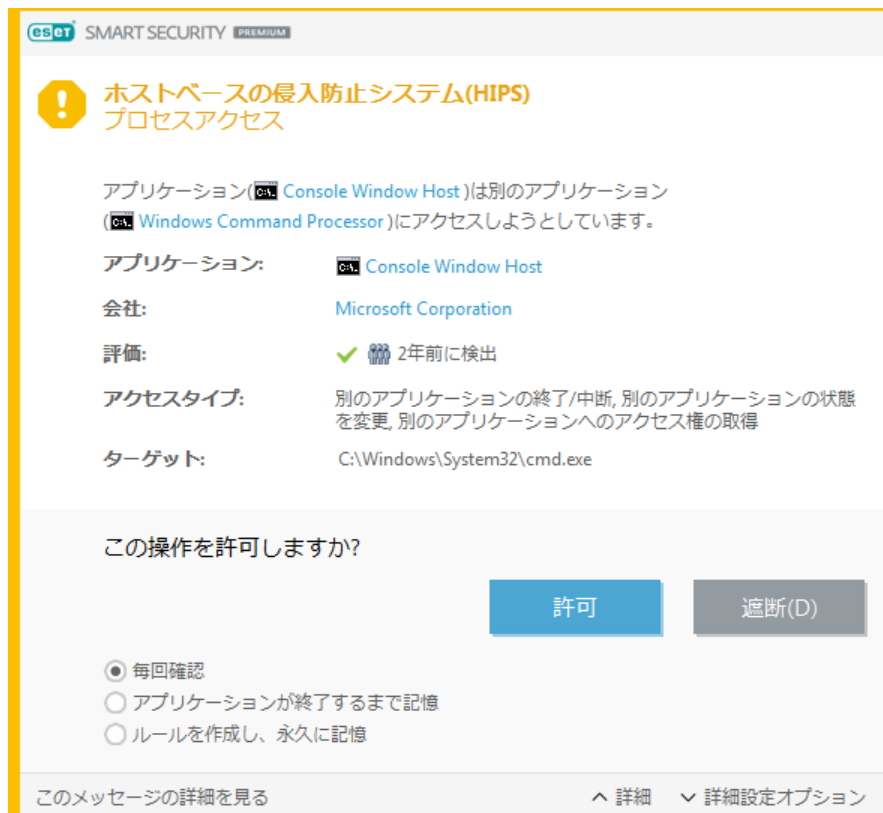 eset SMART SECURITY PREMIUM
ホストベースの侵入防止システム(HIPS)
プロセスアクセス
アプリケーション( Console Window Host )は別のアプリケーション
( Windows Command Processor )にアクセスしようとしています。
アプリケーション: Console Window Host
会社: Microsoft Corporation
評価: 2年前に検出
アクセスタイプ: 別のアプリケーションの終了/中断, 別のアプリケーションの状態
を変更, 別のアプリケーションへのアクセス権の取得
ターゲット: C:\Windows\System32\cmd.exe
この操作を許可しますか?
許可 遮断(D)
毎回確認
アプリケーションが終了するまで記憶
ルールを作成し、永久に記憶
このメッセージの詳細を見る 詳細 詳細設定オプション